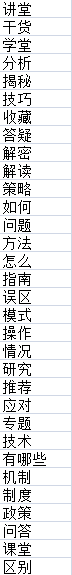 讲堂
干货
学堂
分析
揭秘
技巧
收藏
答疑
解密
解读
策略
如何
问题
方法
怎么
指南
误区
模式
操作
情况
研究
推荐
应对
专题
技术
有哪些
机制
制度
政策
问答
课堂
区别